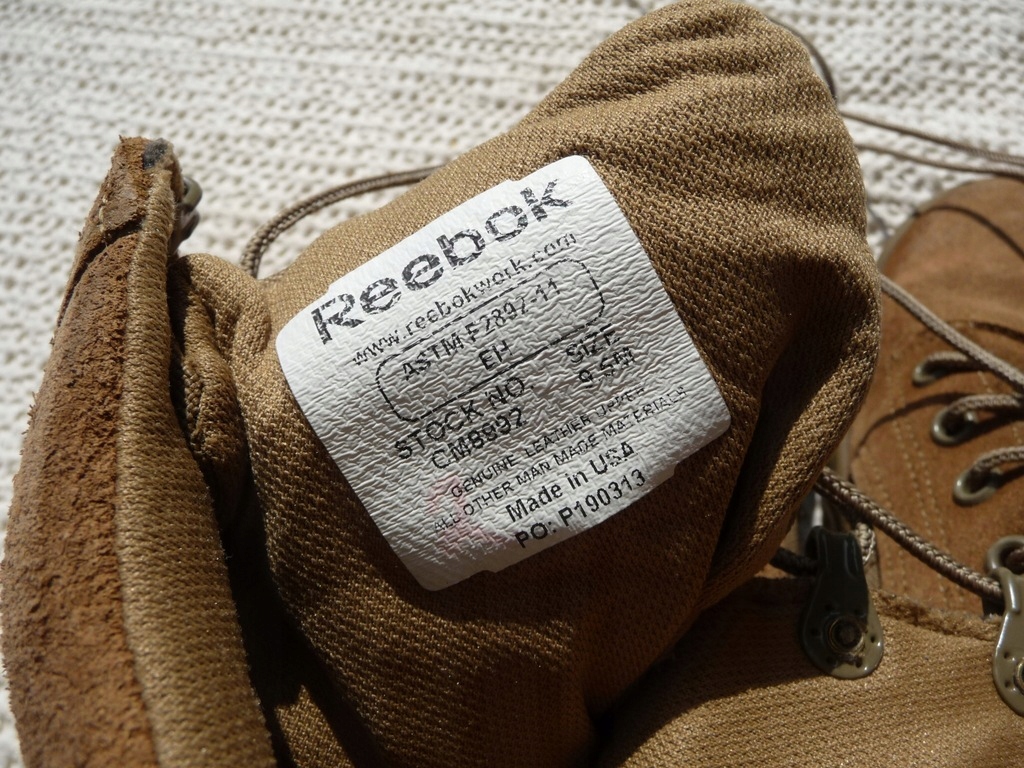 Reebok
www.reebokwork.com
ASTM F2892-11
EH
STOCK NO. SIZE
CM8992 9.5M
GENUINE LEATHER UPPER
ALL OTHER MAN MADE MATERIALS
Made In USA
PO: P190313